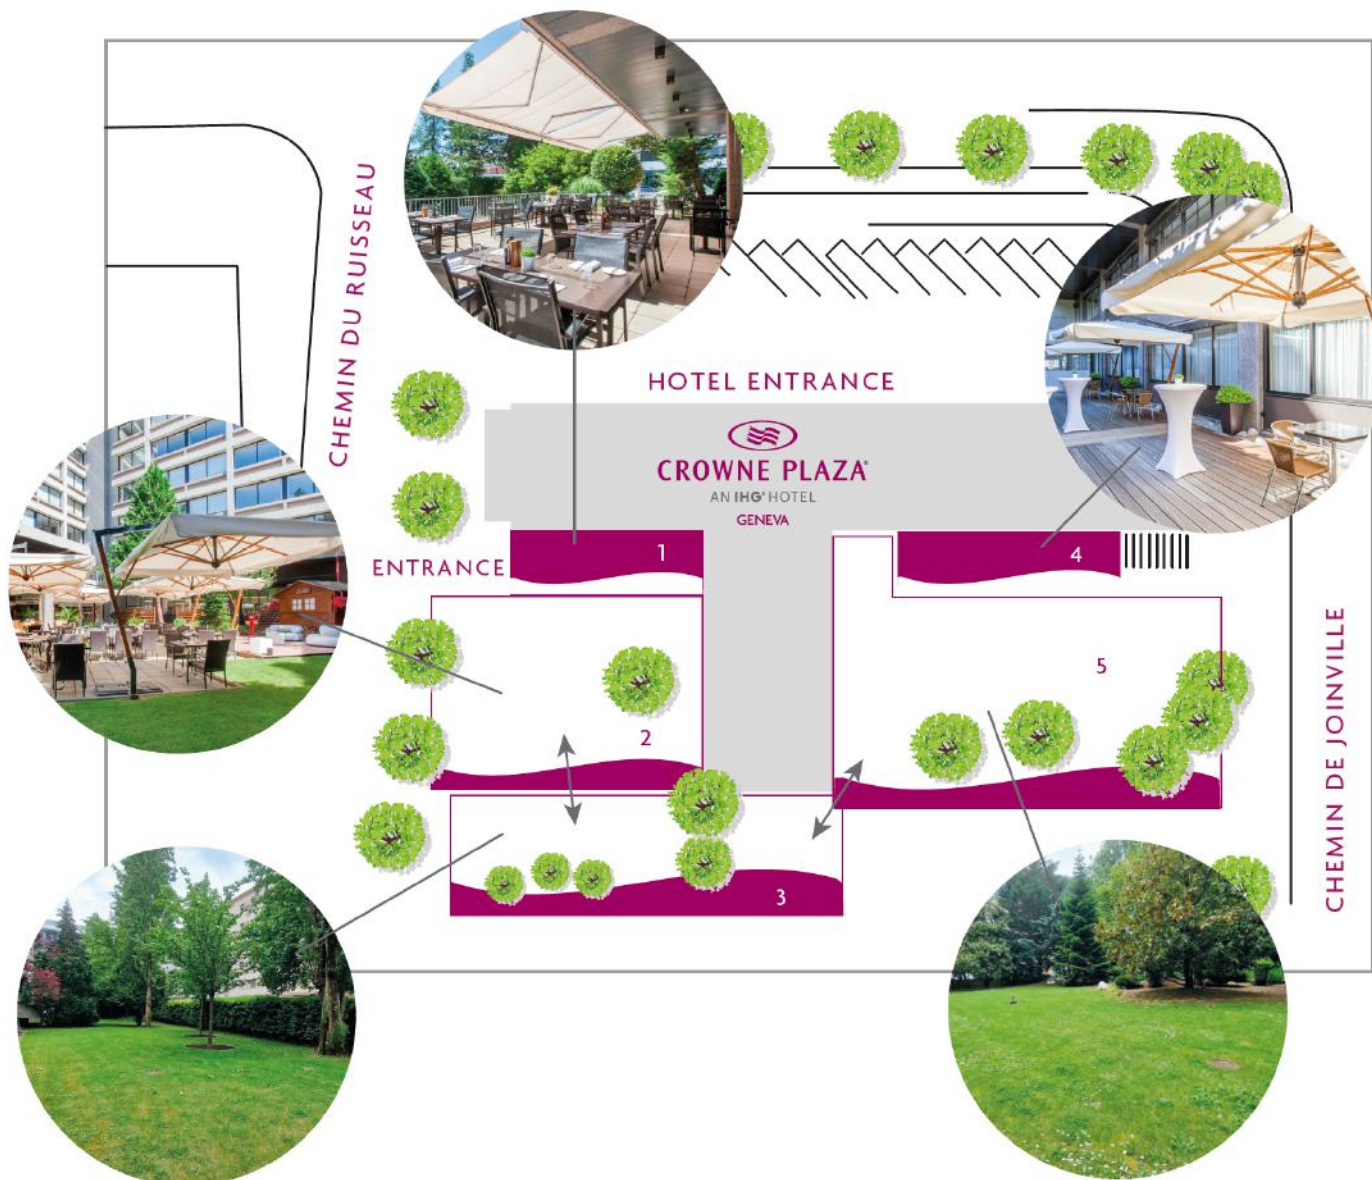 CHEMIN DU RUISSEAU
HOTEL ENTRANCE
CROWNE PLAZA®
AN IHG® HOTEL
GENEVA
ENTRANCE
1
4
2
5
3
CHEMIN DE JOINVILLE